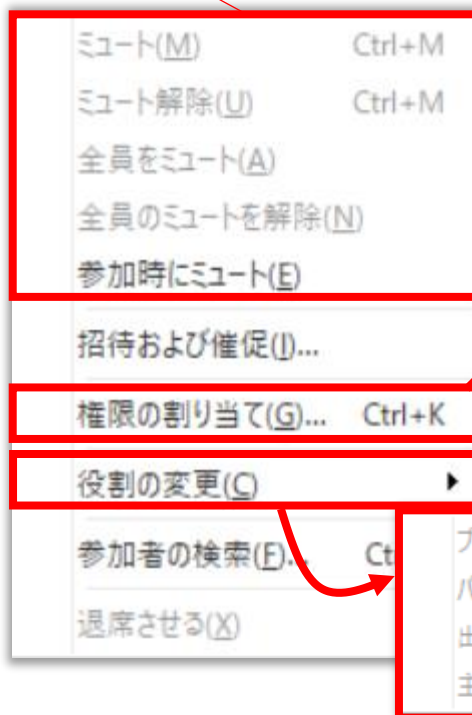 ミュート(M) Ctrl+M
ミュート解除(U) Ctrl+M
全員をミュート(A)
全員のミュートを解除(N)
参加時にミュート(E)
招待および催促(I)...
権限の割り当て(G)... Ctrl+K
役割の変更(C)
参加者の検索(F)...
退席させる(X)